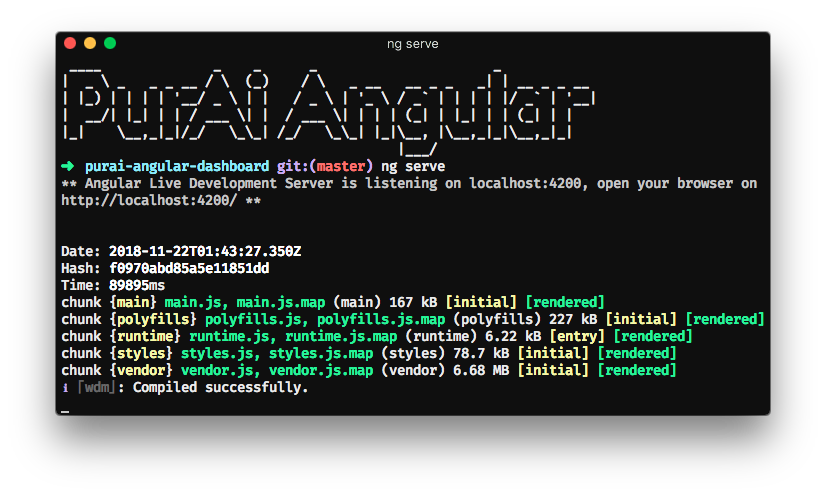 ng serve
PurAi Angular
➜ purai-angular-dashboard git:(master) ng serve
** Angular Live Development Server is listening on localhost:4200, open your browser on
http://localhost:4200/ **
Date: 2018-11-22T01:43:27.350Z
Hash: f0970abd85a5e11851dd
Time: 89895ms
chunk {main} main.js, main.js.map (main) 167 kB [initial] [rendered]
chunk {polyfills} polyfills.js, polyfills.js.map (polyfills) 227 kB [initial] [rendered]
chunk {runtime} runtime.js, runtime.js.map (runtime) 6.22 kB [entry] [rendered]
chunk {styles} styles.js, styles.js.map (styles) 78.7 kB [initial] [rendered]
chunk {vendor} vendor.js, vendor.js.map (vendor) 6.68 MB [initial] [rendered]
ℹ ｢wdm｣: Compiled successfully.